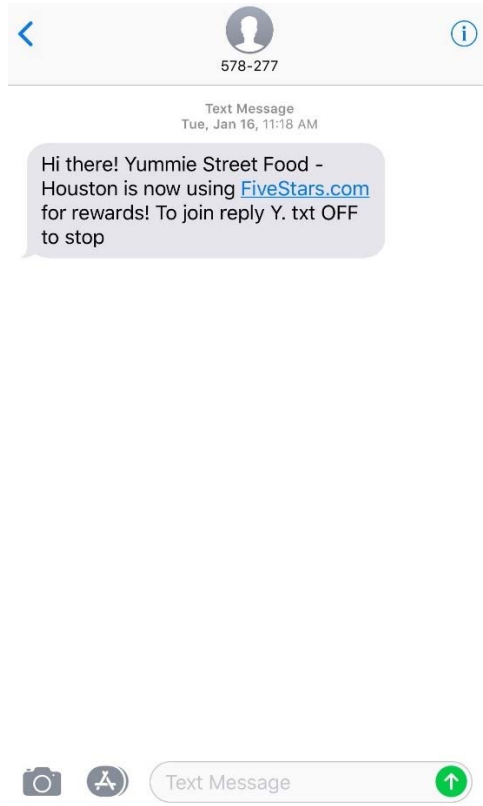 578-277
Text Message
Tue, Jan 16, 11:18 AM
Hi there! Yummie Street Food -
Houston is now using FiveStars.com
for rewards! To join reply Y. txt OFF
to stop
Text Message